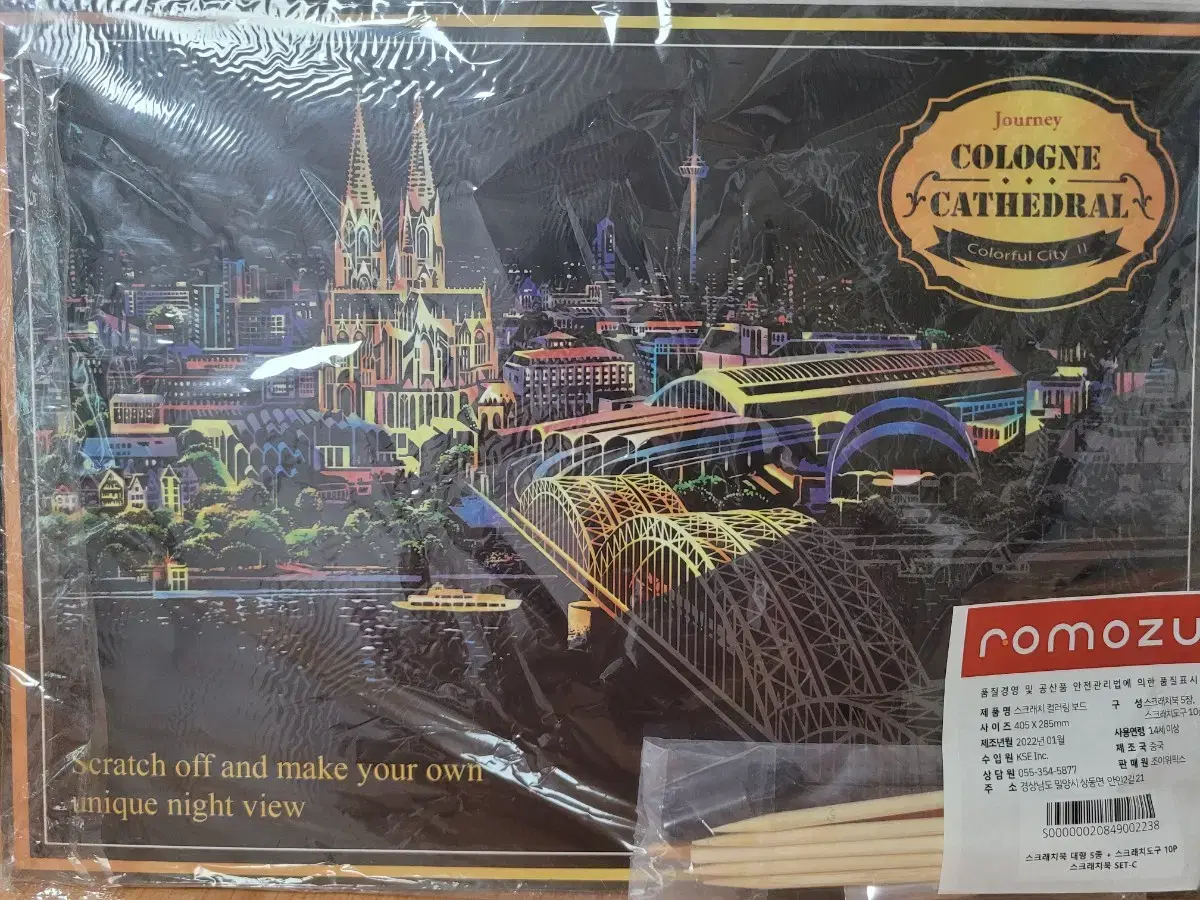 Journey
COLOGNE
CATHEDRAL
Colorful City II
Scratch off and make your own
unique night view
romozu
품질경영 및 공산품 안전관리법에 의한 품질표시
제품명 스크래치 컬러링 보드
구 성 스크래치북 5장,
스크래치도구 10p
사이즈 405 X 285mm
사용연령 14세이상
제조년월 2022년 01월
제조국 중국
수입원 KSE Inc.
판매원 조이위픽스
상담원 055-354-5877
주 소 경상남도 밀양시 상동면 안인2길 21
S00000020849002238
스크래치북 대형 5종 + 스크래치도구 10P
스크래치북 SET-C